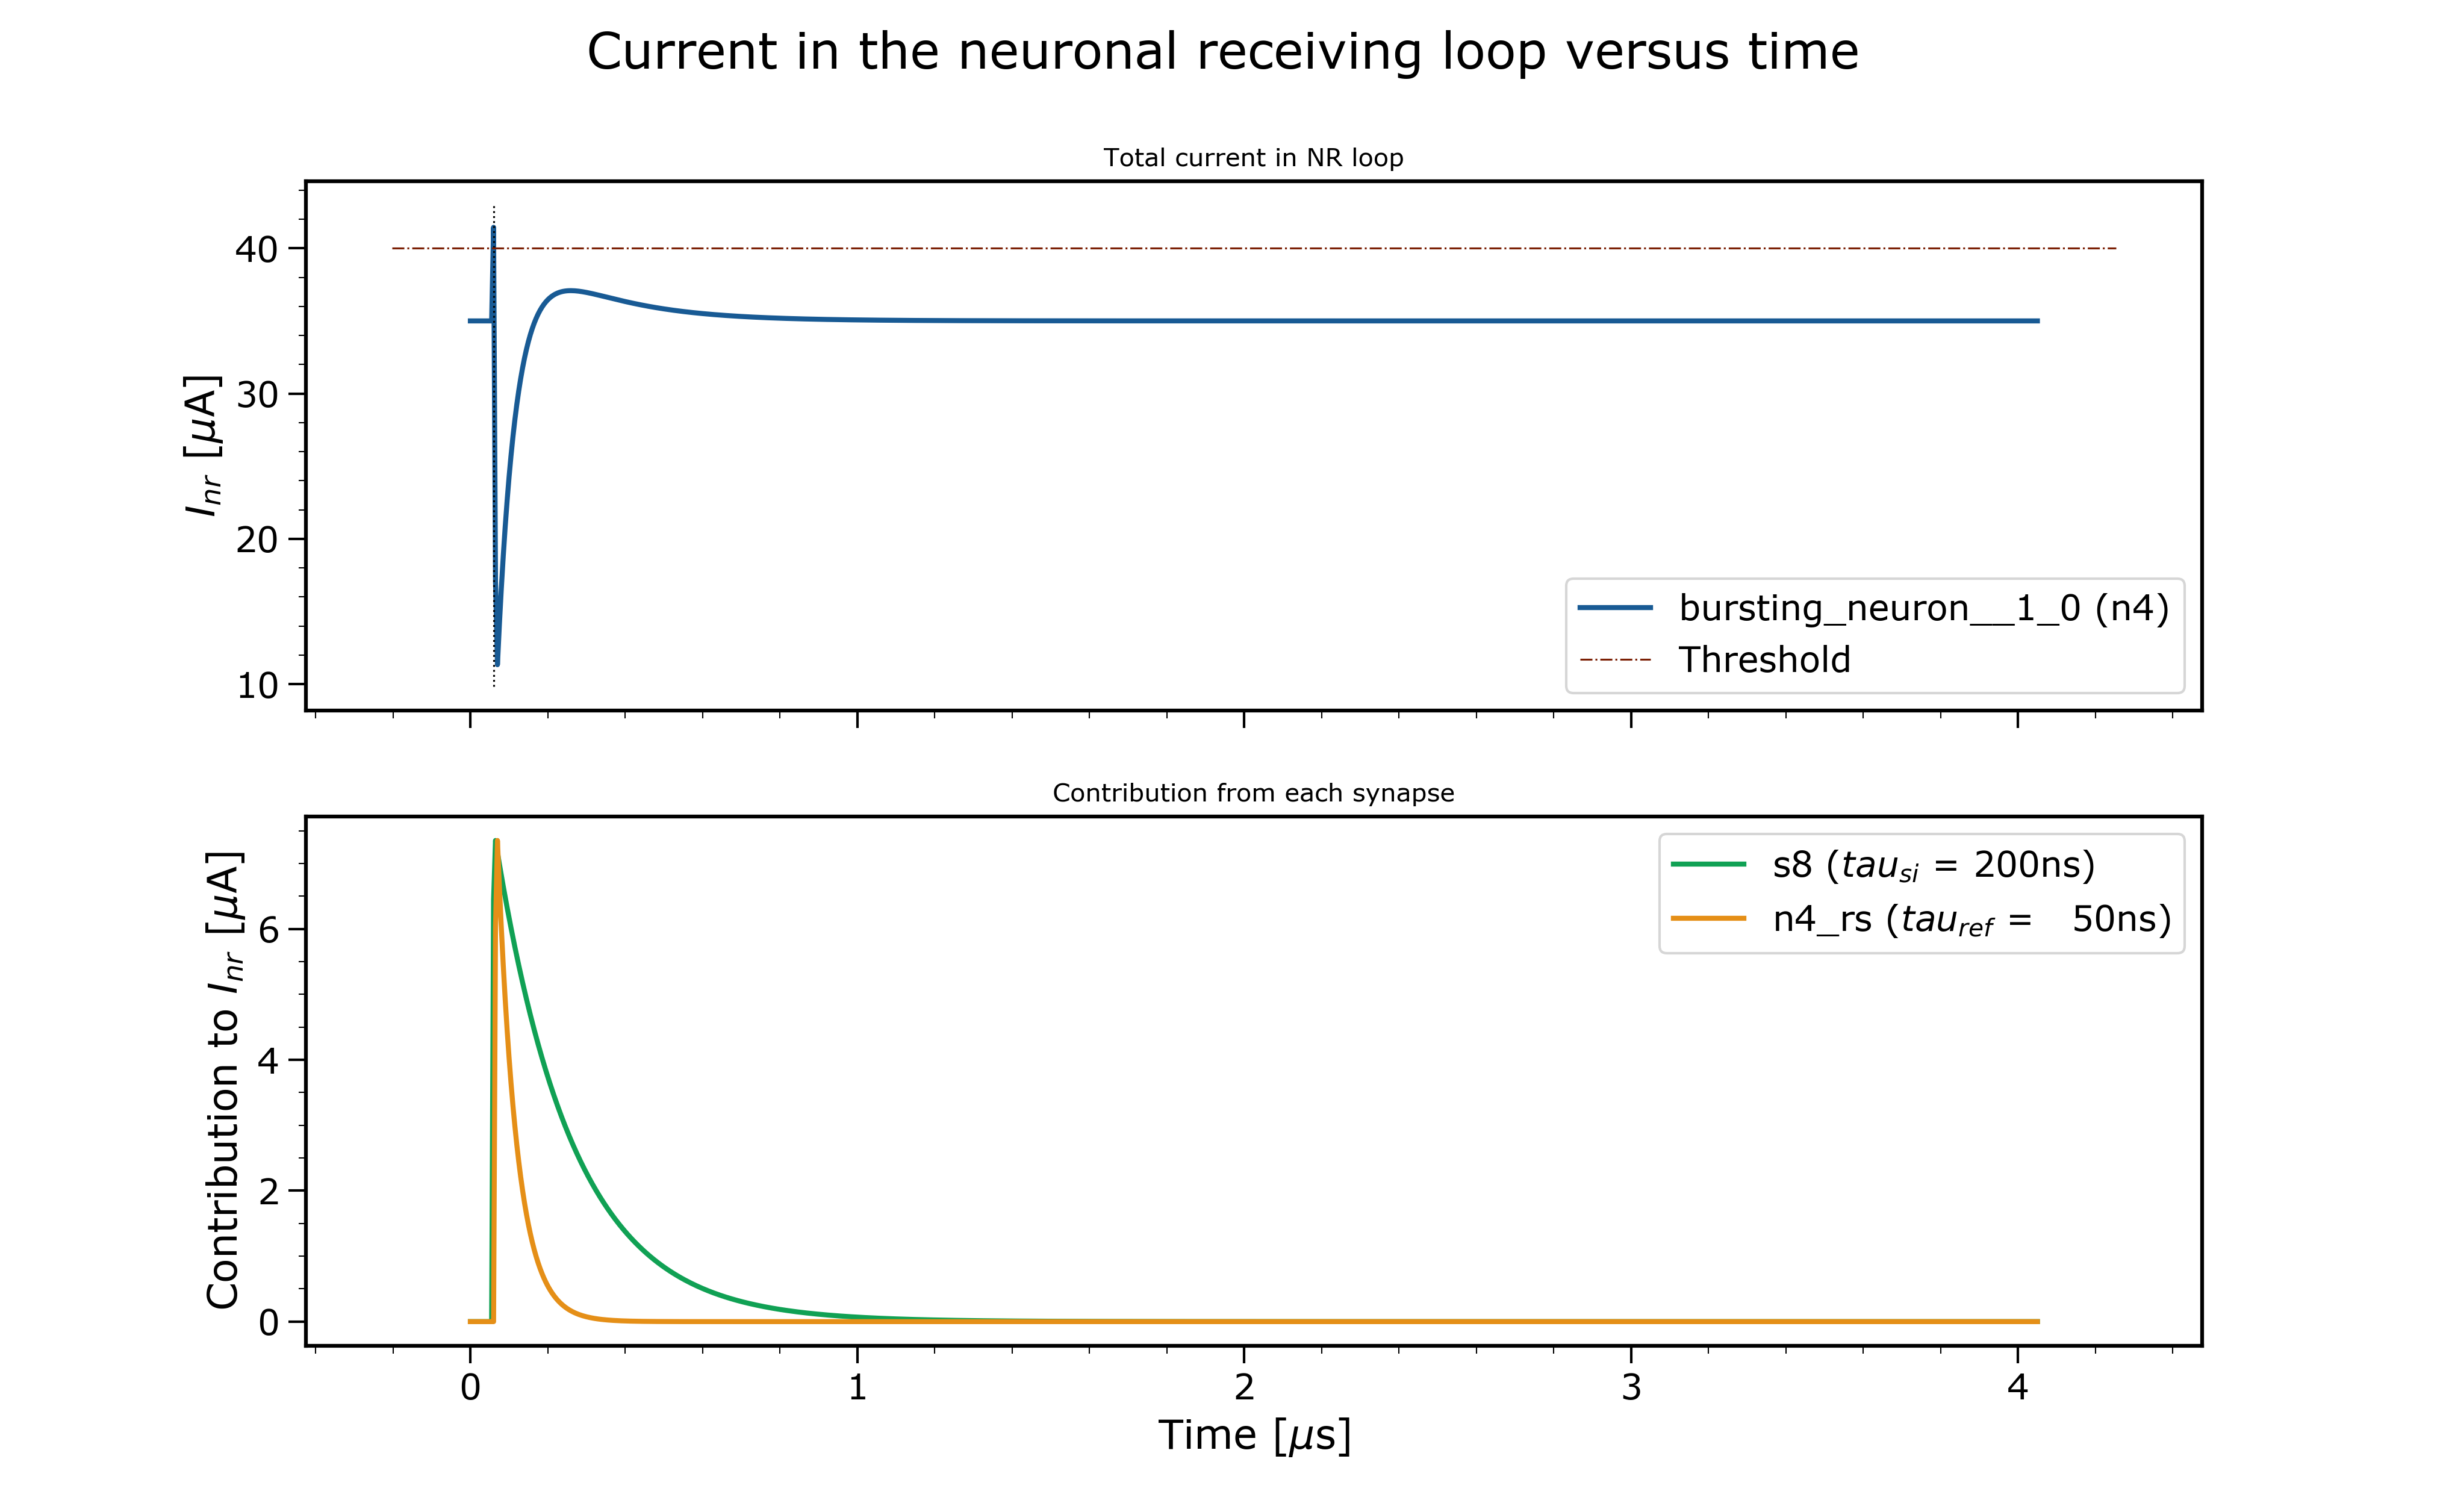 Current in the neuronal receiving loop versus time
Total current in NR loop
I_nr [μA]
40
30
20
10
bursting_neuron__1_0 (n4)
Threshold
Contribution from each synapse
Contribution to I_nr [μA]
6
4
2
0
s8 (tau_si = 200ns)
n4_rs (tau_ref =   50ns)
0 1 2 3 4
Time [μs]